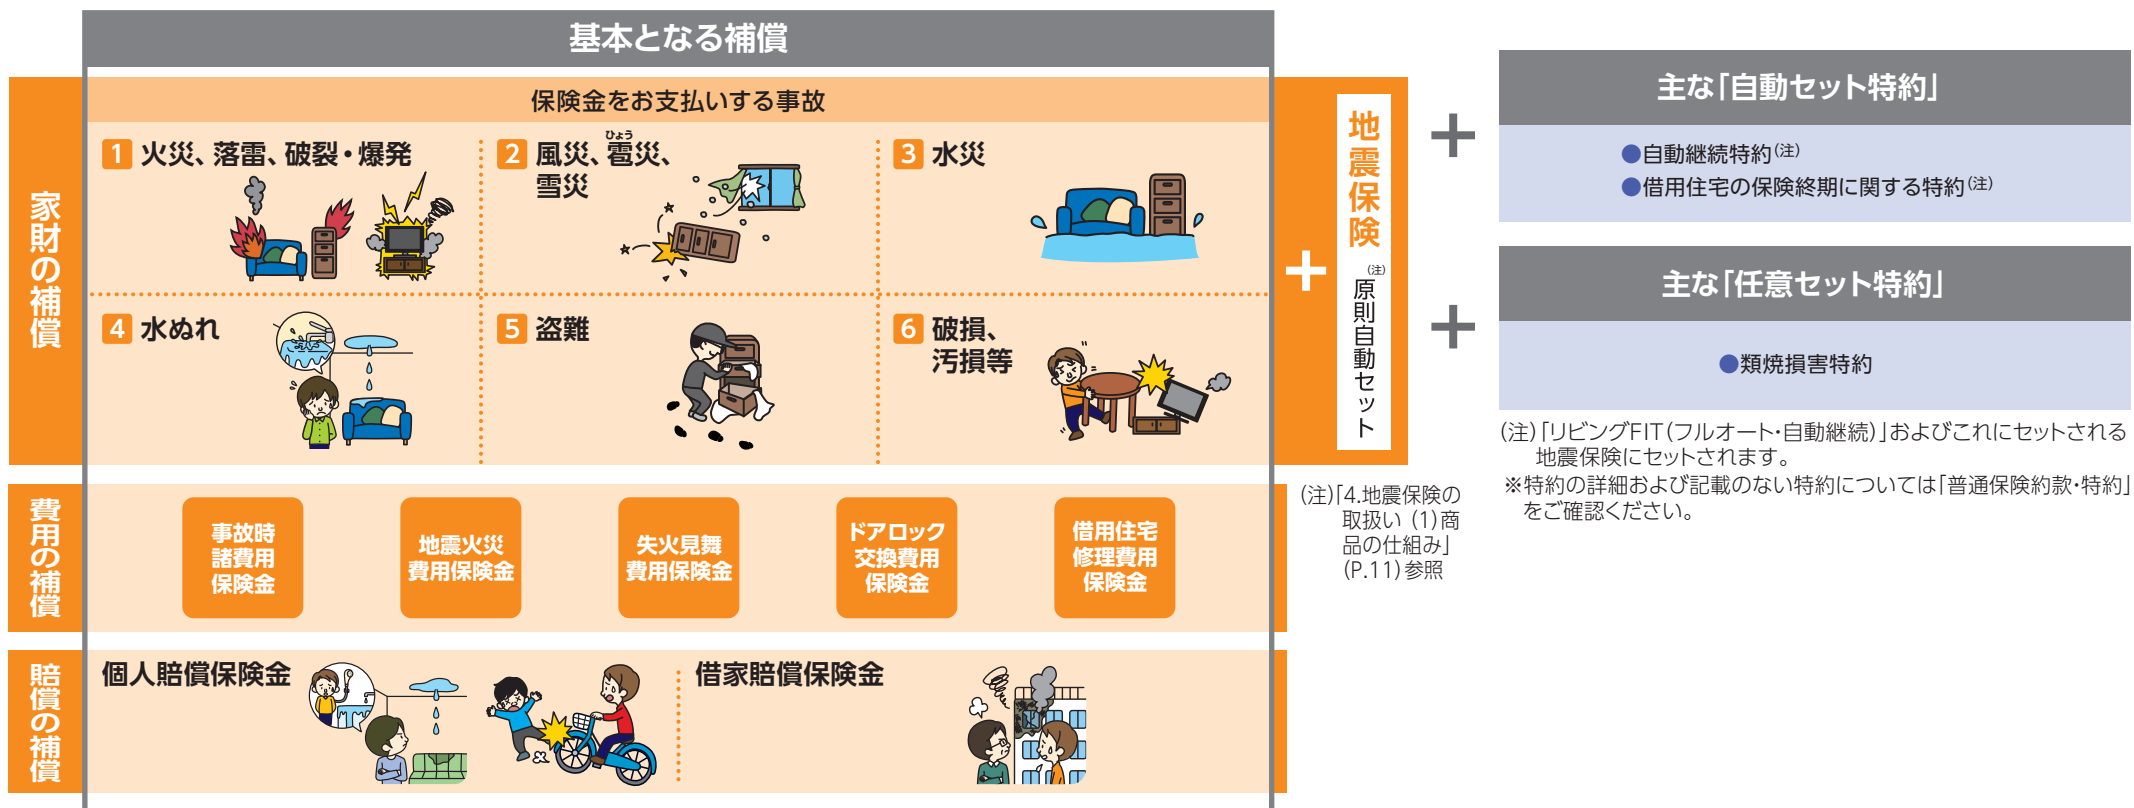 基本となる補償
家財の補償
保険金をお支払いする事故
1 火災、落雷、破裂・爆発
2 風災、雹災、
ひょう
雪災
3 水災
4 水ぬれ
5 盗難
6 破損、
汚損等
地震保険
(注)
原則自動セット
費用の補償
事故時
諸費用
保険金
地震火災
費用保険金
失火見舞
費用保険金
ドアロック
交換費用
保険金
借用住宅
修理費用
保険金
(注)「4.地震保険の
取扱い (1)商
品の仕組み」
(P.11)参照
賠償の補償
個人賠償保険金
借家賠償保険金
主な「自動セット特約」
●自動継続特約(注)
●借用住宅の保険終期に関する特約(注)
主な「任意セット特約」
●類焼損害特約
(注)「リビングFIT(フルオート・自動継続)」およびこれにセットされる
地震保険にセットされます。
※特約の詳細および記載のない特約については「普通保険約款・特約」
をご確認ください。